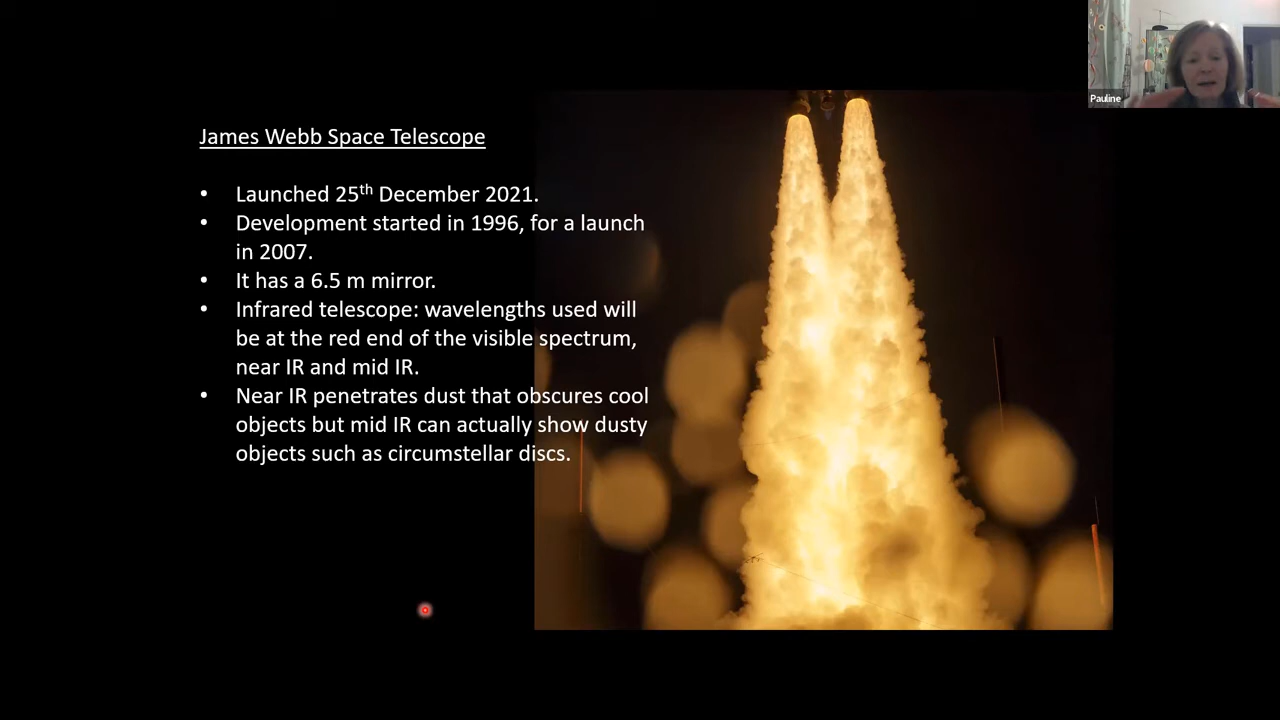 Pauline
James Webb Space Telescope
• Launched 25th December 2021.
• Development started in 1996, for a launch
in 2007.
• It has a 6.5 m mirror.
• Infrared telescope: wavelengths used will
be at the red end of the visible spectrum,
near IR and mid IR.
• Near IR penetrates dust that obscures cool
objects but mid IR can actually show dusty
objects such as circumstellar discs.